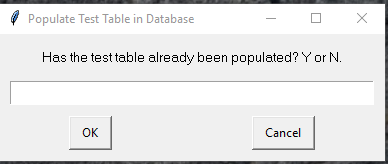 Populate Test Table in Database
Has the test table already been populated? Y or N.
OK
Cancel